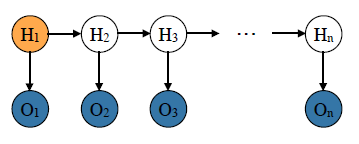 H1 H2 H3 ... Hn
O1 O2 O3 On